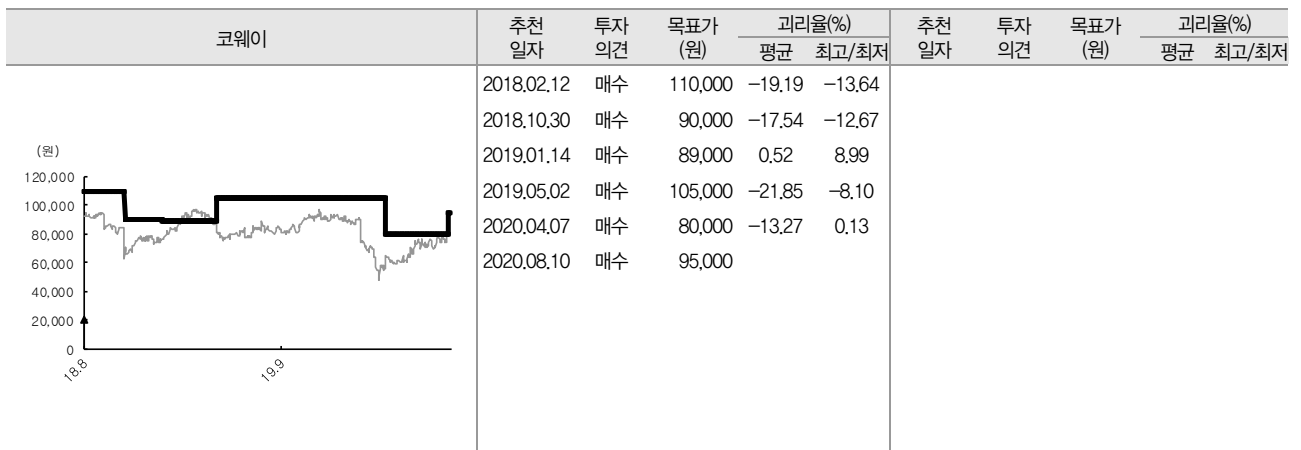 코웨이
추천 일자 투자 의견 목표가 (원) 괴리율(%) 평균 최고/최저 추천 일자 투자 의견 목표가 (원) 괴리율(%) 평균 최고/최저
2018.02.12 매수 110,000 -19.19 -13.64
2018.10.30 매수 90,000 -17.54 -12.67
2019.01.14 매수 89,000 0.52 8.99
2019.05.02 매수 105,000 -21.85 -8.10
2020.04.07 매수 80,000 -13.27 0.13
2020.08.10 매수 95,000
(원)
120,000
100,000
80,000
60,000
40,000
20,000
0
18.8 19.9